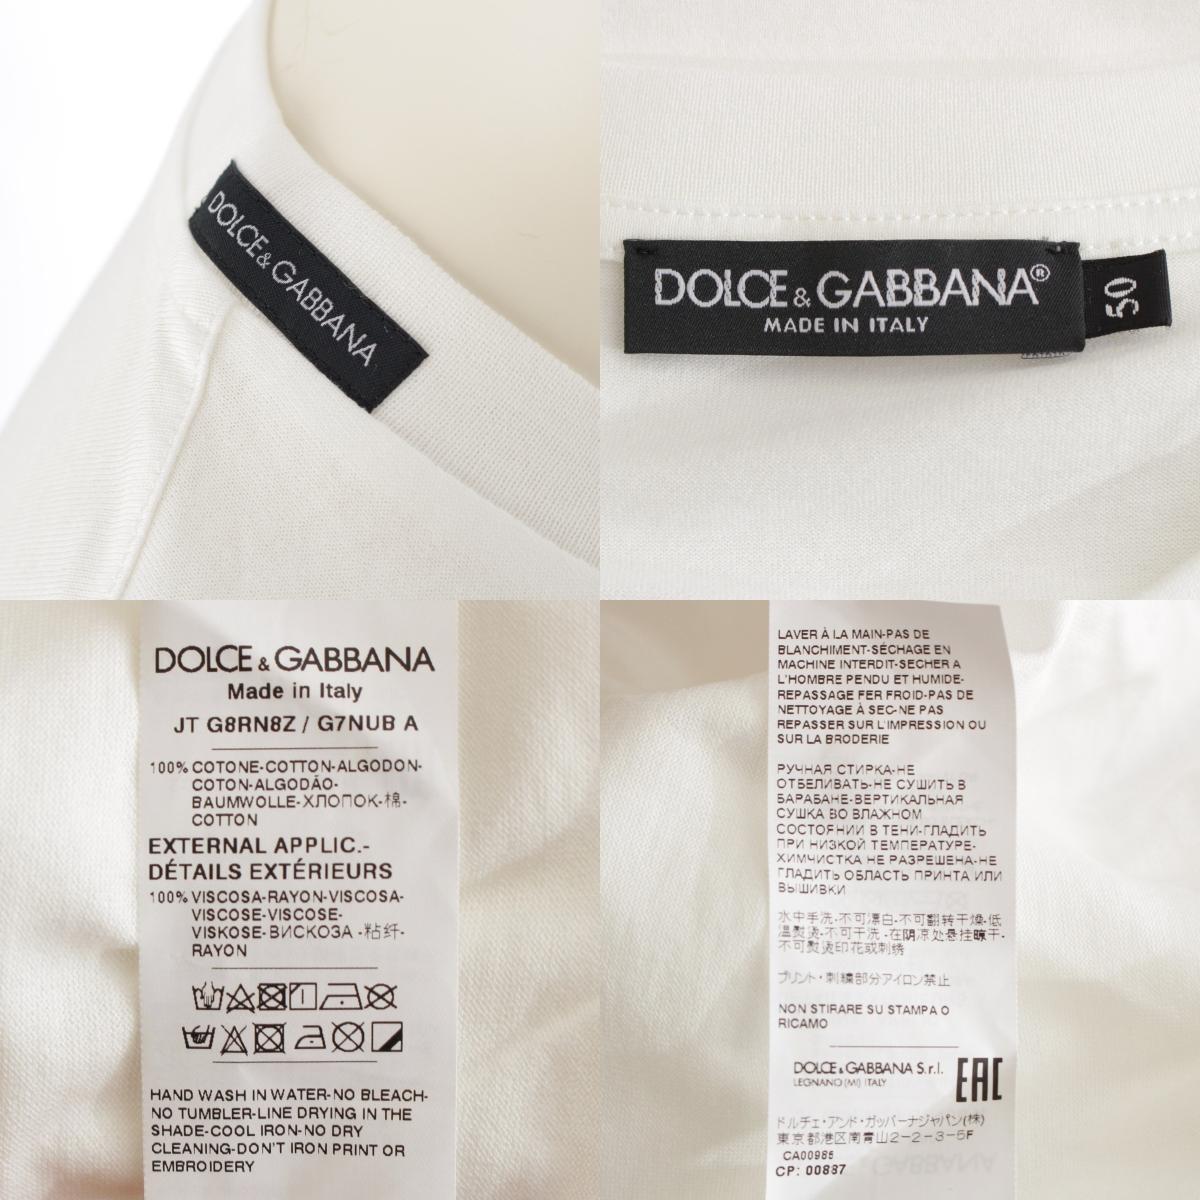 DOLCE&GABBANA
DOLCE&GABBANA®
MADE IN ITALY
50
DOLCE&GABBANA
Made in Italy
JT G8RN8Z / G7NUB A
100% COTONE-COTTON-ALGODON-
COTON-ALGODÃO-
BAUMWOLLE-ХЛОПОК-棉-
COTTON
EXTERNAL APPLIC.-
DÉTAILS EXTÉRIEURS
100% VISCOSA-RAYON-VISCOSA-
VISCOSE-VISCOSE-
VISKOSE-ВИСКОЗА -粘纤-
RAYON
HAND WASH IN WATER-NO BLEACH-
NO TUMBLER-LINE DRYING IN THE
SHADE-COOL IRON-NO DRY
CLEANING-DON'T IRON PRINT OR
EMBROIDERY
LAVER À LA MAIN-PAS DE
BLANCHIMENT-SÉCHAGE EN
MACHINE INTERDIT-SECHER A
L'HOMBRE PENDU ET HUMIDE-
REPASSAGE FER FROID-PAS DE
NETTOYAGE À SEC-NE PAS
REPASSER SUR L'IMPRESSION OU
SUR LA BRODERIE
РУЧНАЯ СТИРКА-НЕ
ОТБЕЛИВАТЬ-НЕ СУШИТЬ В
БАРАБАНЕ-ВЕРТИКАЛЬНАЯ
СУШКА ВО ВЛАЖНОМ
СОСТОЯНИИ В ТЕНИ-ГЛАДИТЬ
ПРИ НИЗКОЙ ТЕМПЕРАТУРЕ-
ХИМЧИСТКА НЕ РАЗРЕШЕНА-НЕ
ГЛАДИТЬ ОБЛАСТЬ ПРИНТА ИЛИ
ВЫШИВКИ
水中手洗-不可漂白-不可翻转干燥-低
温熨烫-不可干洗 -在阴凉处悬挂晾干-
不可熨烫印花或刺绣
プリント・刺繍部分アイロン禁止
NON STIRARE SU STAMPA O
RICAMO
DOLCE&GABBANA S.r.l.
LEGNANO (MI) ITALY
EAC
ドルチェ・アンド・ガッバーナジャパン(株)
東京都港区南青山2-2-3-5F
CA00985
CP: 00887